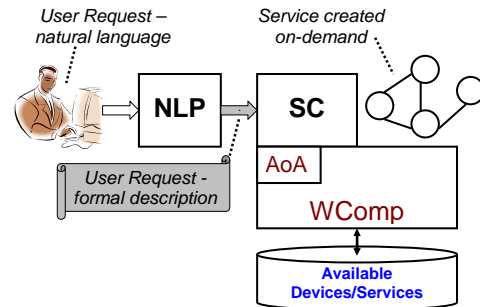 User Request –
natural language
Service created
on-demand
NLP
SC
AoA
User Request -
formal description
WComp
Available
Devices/Services